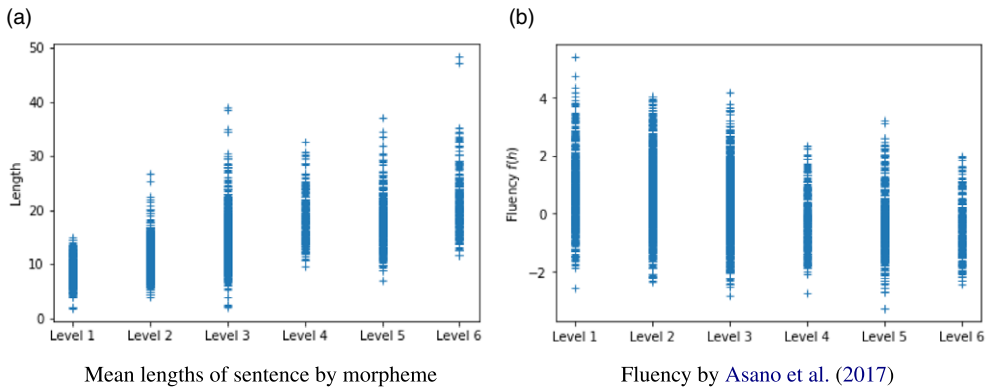 (a)
50
40
30
20
10
0
Length
Level 1 Level 2 Level 3 Level 4 Level 5 Level 6
Mean lengths of sentence by morpheme
(b)
4
2
0
−2
Fluency f(h)
Level 1 Level 2 Level 3 Level 4 Level 5 Level 6
Fluency by Asano et al. (2017)